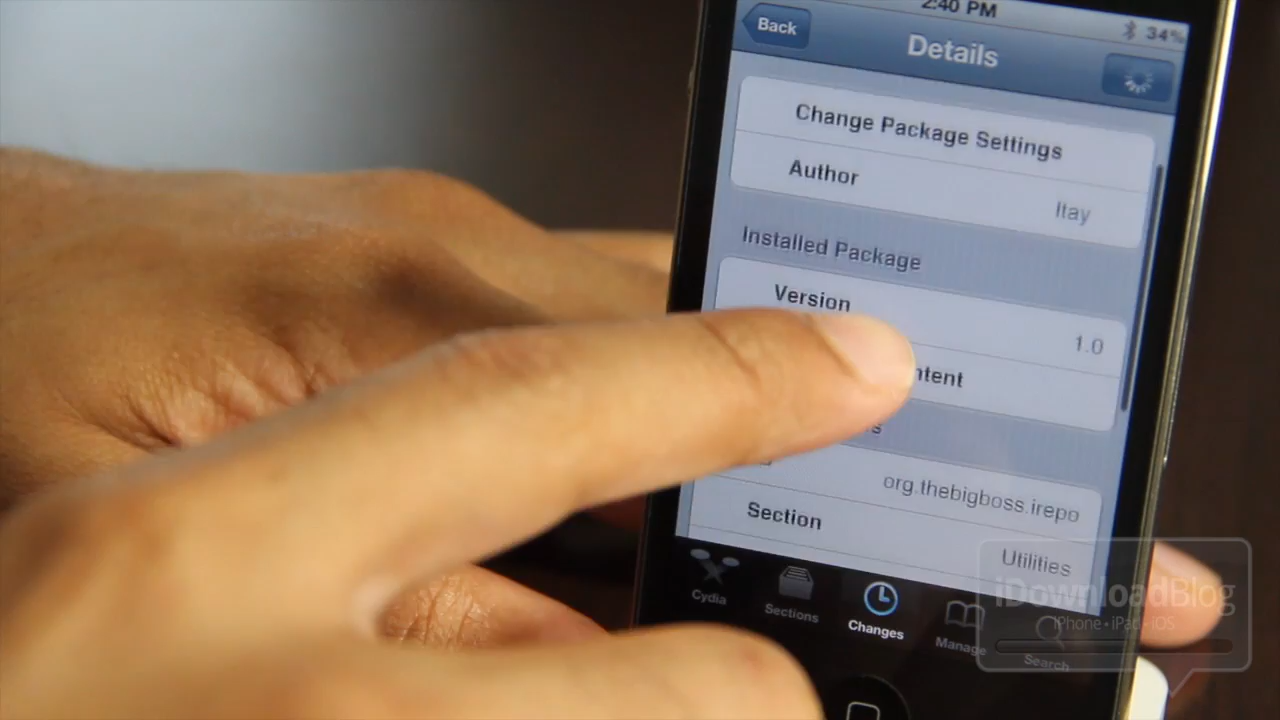 2:40 PM
34%
Back
Details
Change Package Settings
Author
Itay
Installed Package
Version
1.0
org.thebigboss.irepo
Section
Utilities
Cydia
Sections
Changes
Manage
Search
iDownloadBlog
iPhone • iPad • iOS